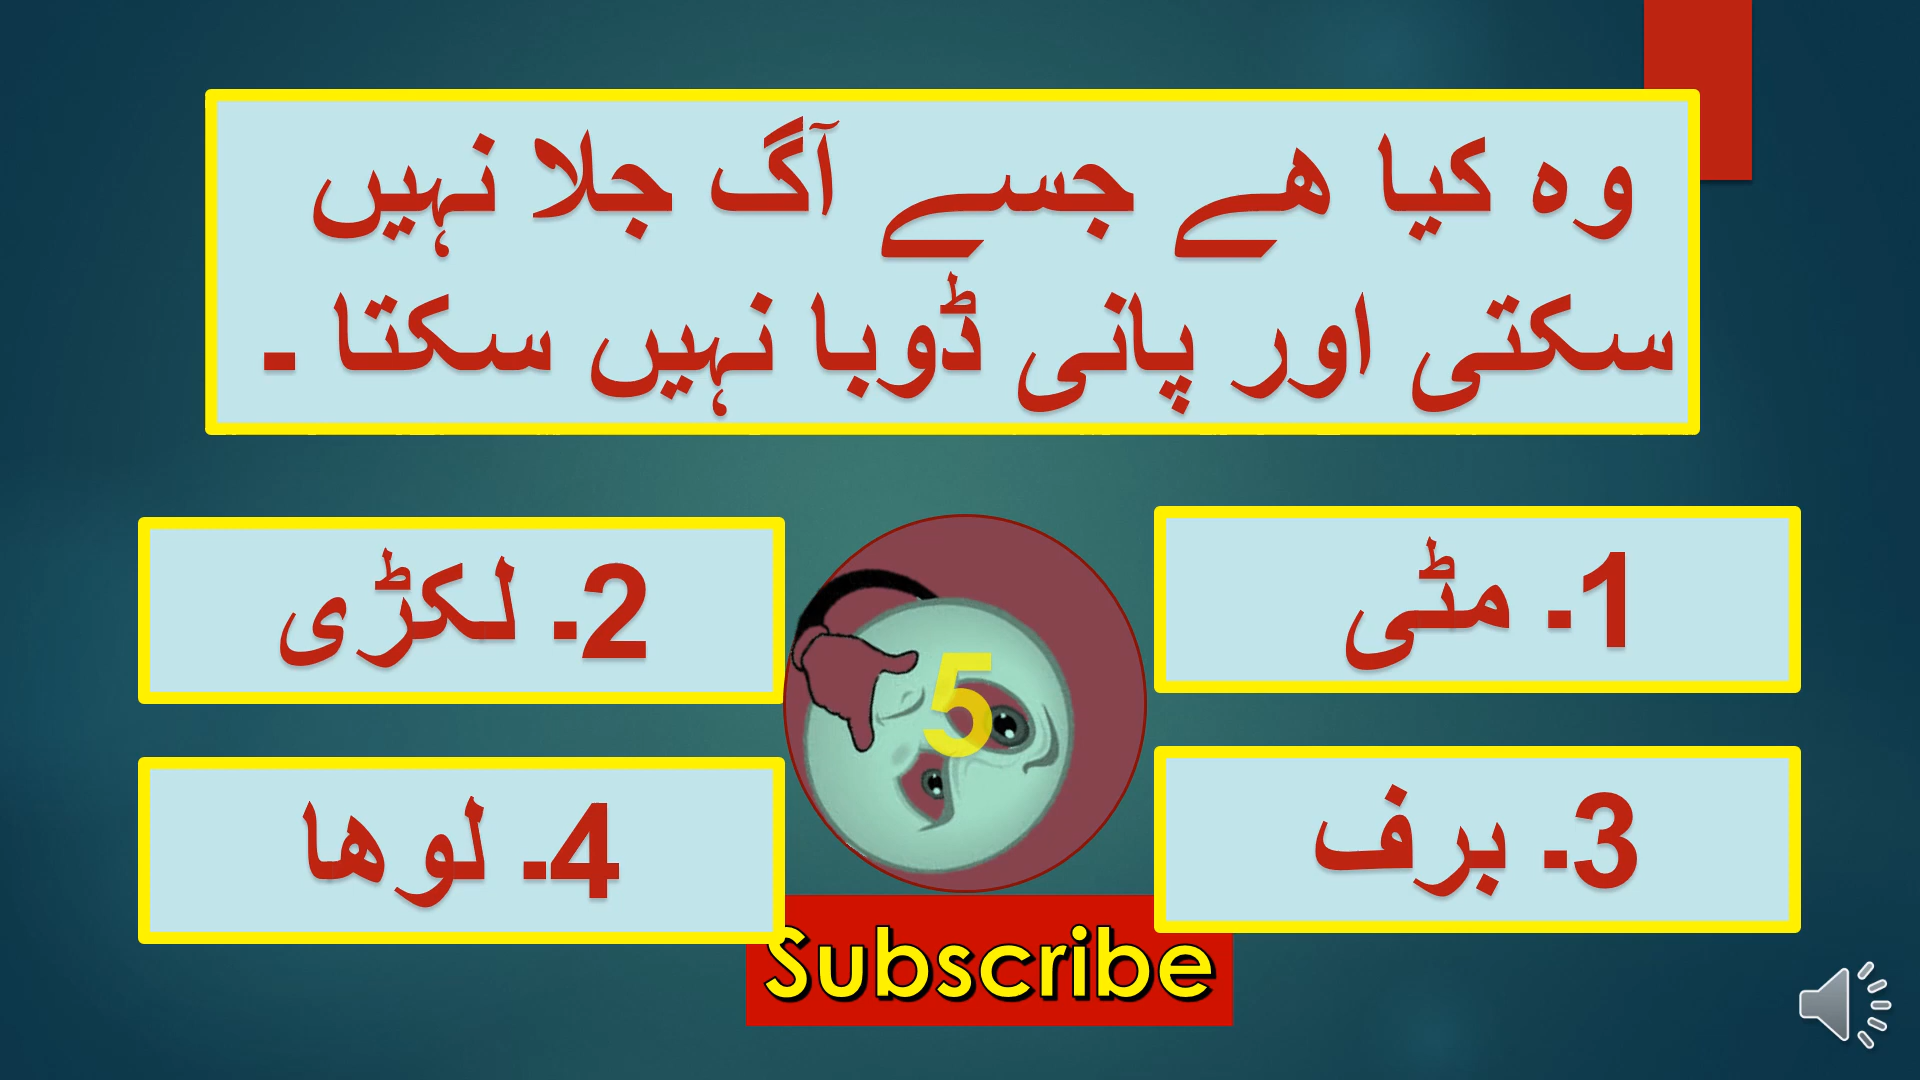 وہ کیا ھے جسے آگ جلا نہیں
سکتی اور پانی ڈوبا نہیں سکتا ۔
1۔ مٹی
2۔ لکڑی
5
3۔ برف
4۔ لوھا
Subscribe